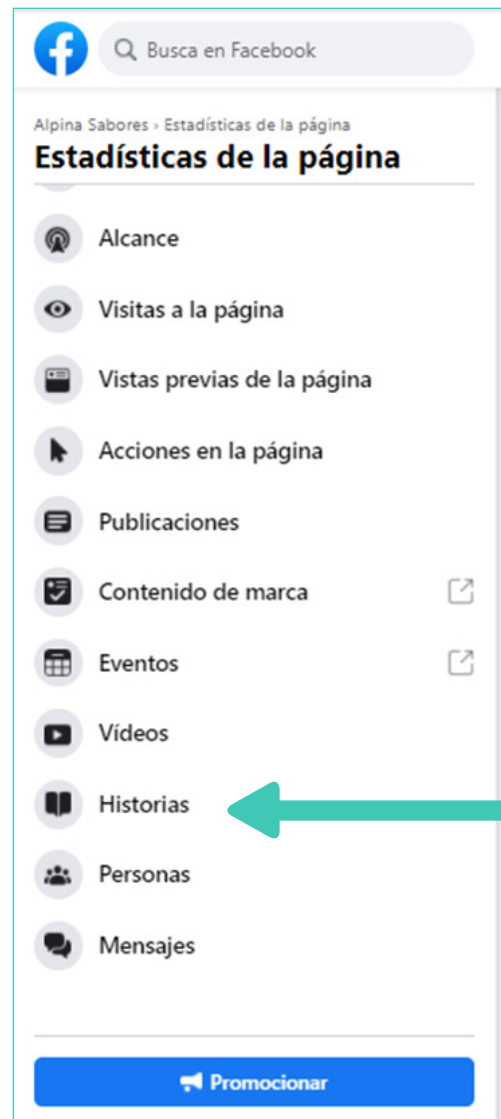 Busca en Facebook
Alpina Sabores › Estadísticas de la página
Estadísticas de la página
Alcance
Visitas a la página
Vistas previas de la página
Acciones en la página
Publicaciones
Contenido de marca
Eventos
Vídeos
Historias
Personas
Mensajes
Promocionar